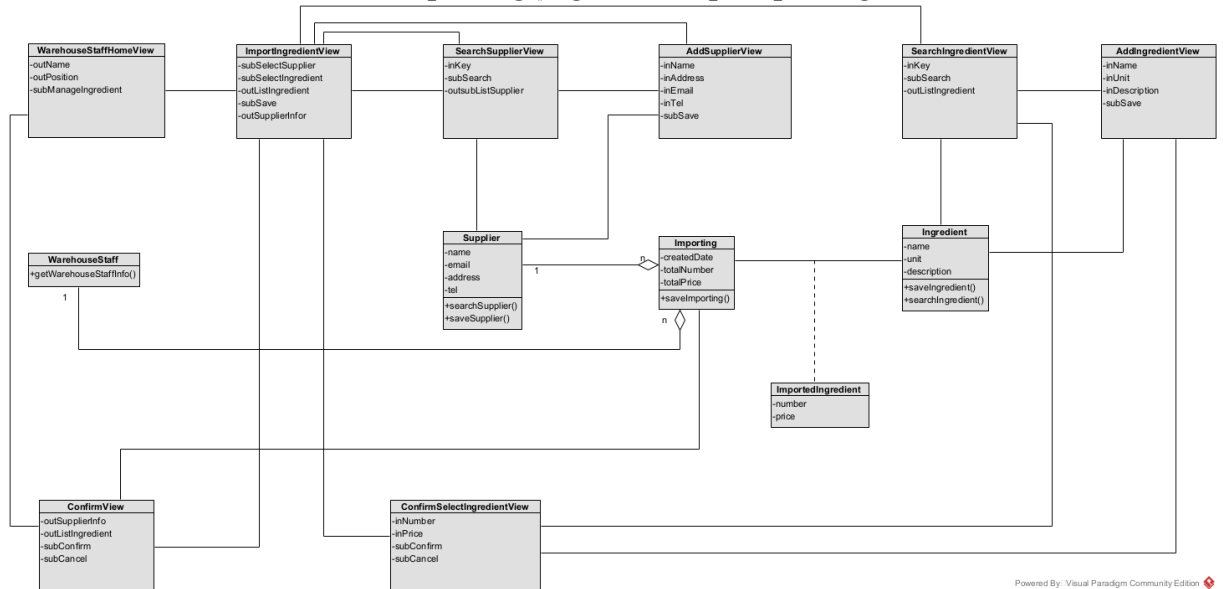 WarehouseStaffHomeView
-outName
-outPosition
-subManageIngredient
ImportIngredientView
-subSelectSupplier
-subSelectIngredient
-outListIngredient
-subSave
-outSupplierInfor
SearchSupplierView
-inKey
-subSearch
-outsubListSupplier
AddSupplierView
-inName
-inAddress
-inEmail
-inTel
-subSave
SearchIngredientView
-inKey
-subSearch
-outListIngredient
AddIngredientView
-inName
-inUnit
-inDescription
-subSave
WarehouseStaff
+getWarehouseStaffInfo()
1
Supplier
-name
-email
-address
-tel
+searchSupplier()
+saveSupplier()
1
n
Importing
-createdDate
-totalNumber
-totalPrice
+saveImporting()
n
Ingredient
-name
-unit
-description
+saveIngredient()
+searchIngredient()
ImportedIngredient
-number
-price
ConfirmView
-outSupplierInfo
-outListIngredient
-subConfirm
-subCancel
ConfirmSelectIngredientView
-inNumber
-inPrice
-subConfirm
-subCancel
Powered By Visual Paradigm Community Edition